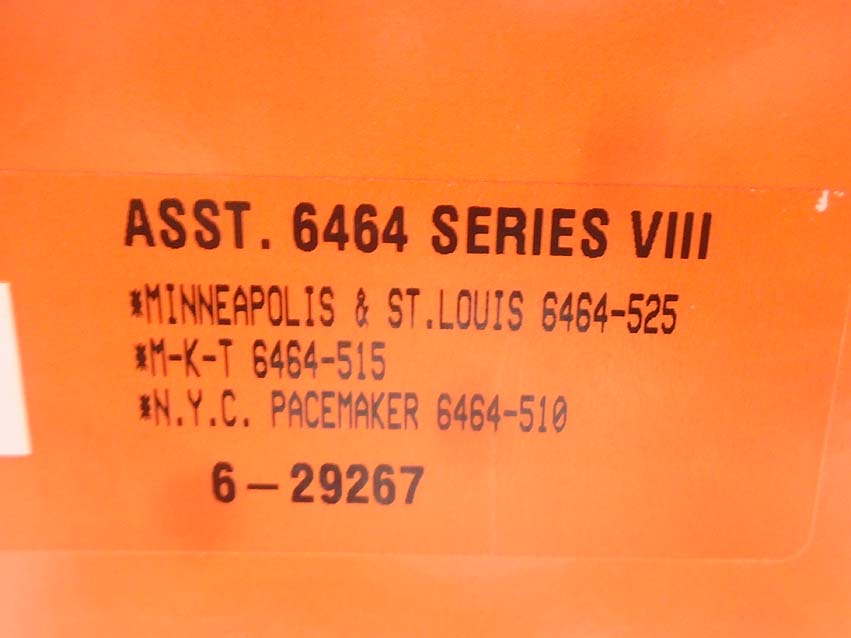 ASST. 6464 SERIES VIII
*MINNEAPOLIS & ST.LOUIS 6464-525
*M-K-T 6464-515
*N.Y.C. PACEMAKER 6464-510
6-29267